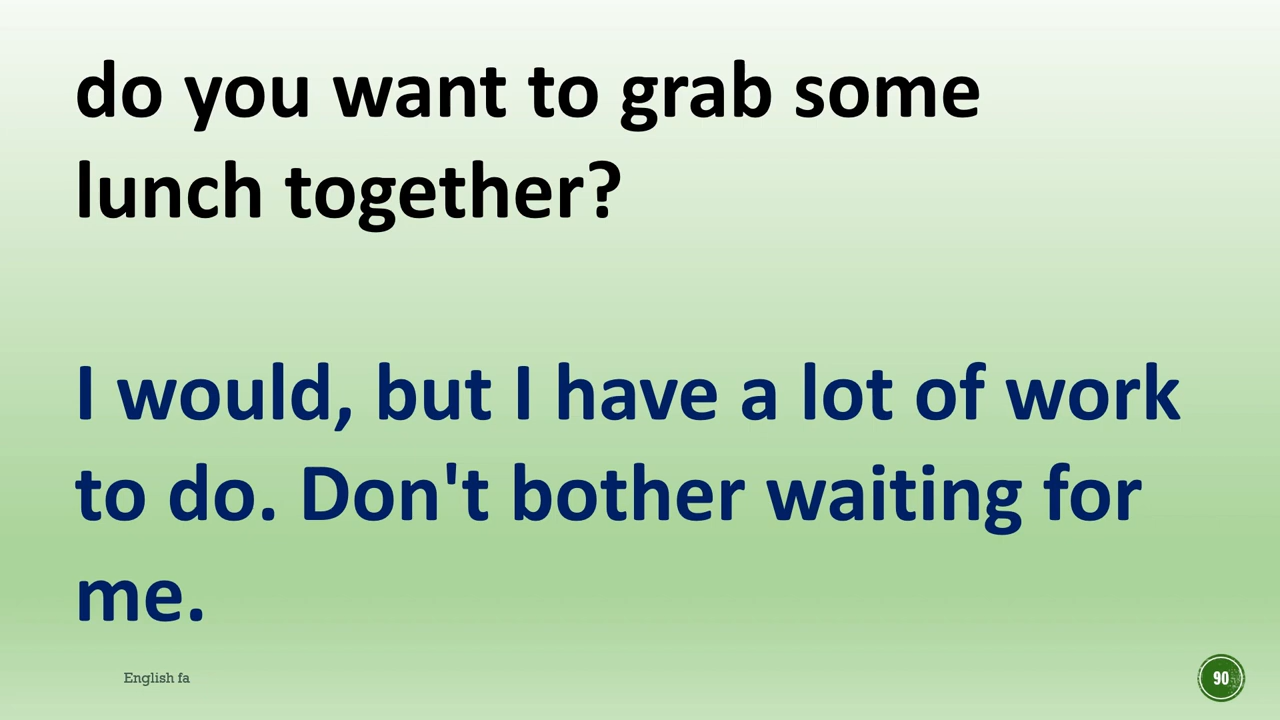 do you want to grab some
lunch together?
I would, but I have a lot of work
to do. Don't bother waiting for
me.
English fa
90